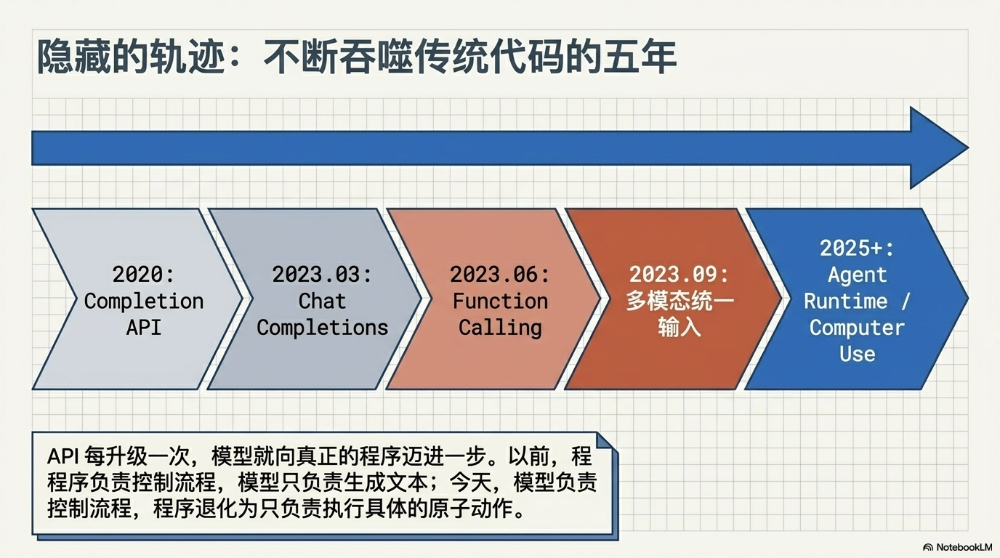 隐藏的轨迹：不断吞噬传统代码的五年
2020:
Completion
API
2023.03:
Chat
Completions
2023.06:
Function
Calling
2023.09:
多模态统一
输入
2025+:
Agent
Runtime /
Computer
Use
API 每升级一次，模型就向真正的程序迈进一步。以前，程
程序负责控制流程，模型只负责生成文本；今天，模型负责
控制流程，程序退化为只负责执行具体的原子动作。
NotebookLM